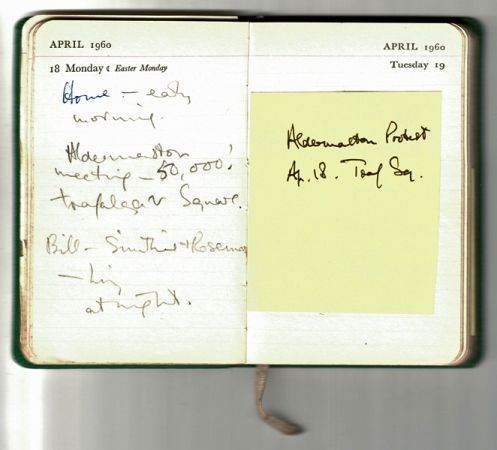 APRIL 1960
18 Monday ☾ Easter Monday
Home – early
morning.
Aldermaston
meeting – 50,000!
Trafalgar Square.
Bill – Smithie + Rosemary
– Liz
at night.
APRIL 1960
Tuesday 19
Aldermaston Protest
Ap. 18. Traf Sq.